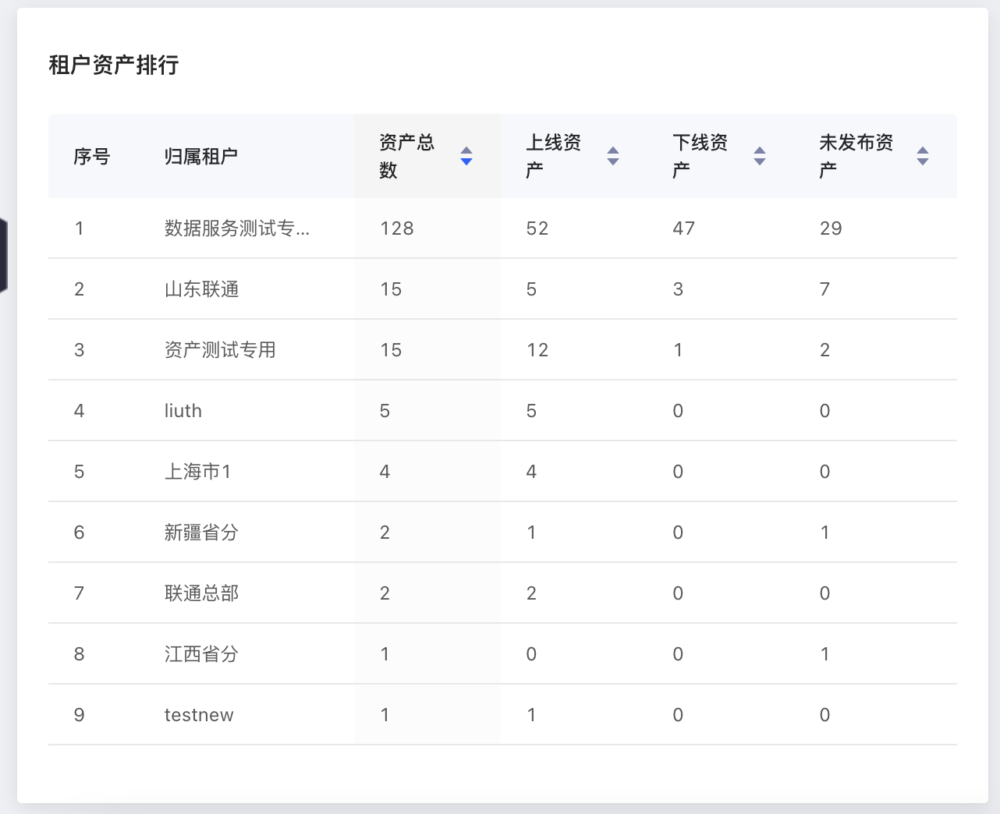 租户资产排行
序号 归属租户 资产总数 上线资产 下线资产 未发布资产
1 数据服务测试专... 128 52 47 29
2 山东联通 15 5 3 7
3 资产测试专用 15 12 1 2
4 liuth 5 5 0 0
5 上海市1 4 4 0 0
6 新疆省分 2 1 0 1
7 联通总部 2 2 0 0
8 江西省分 1 0 0 1
9 testnew 1 1 0 0